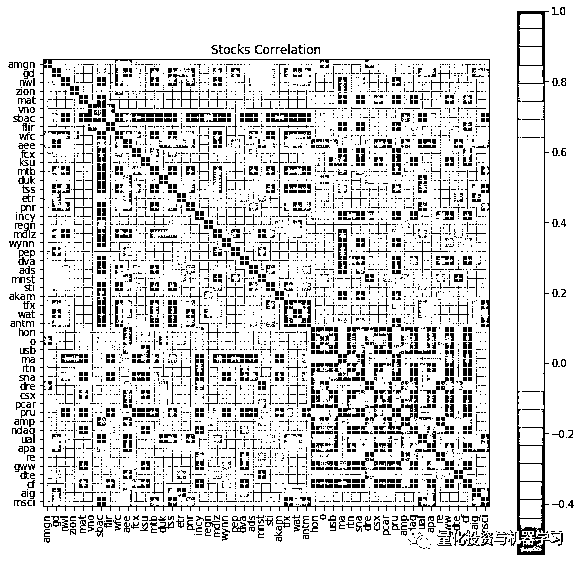 Stocks Correlation
1.0
0.8
0.6
0.4
0.2
0.0
−0.2
−0.4
amgn
gd
nwl
zion
mat
vno
sbac
flir
wfc
aee
fcx
ksu
mtb
duk
tss
etr
pnr
incy
regn
mdlz
wynn
pep
dva
ads
mnst
sti
akam
tfx
wat
antm
hon
o
usb
ma
rtn
sna
dre
csx
pcar
pru
amp
ndaq
ual
apa
re
gww
dte
cf
aig
msci
amgn gd nwl zion mat vno sbac flir wfc aee fcx ksu mtb duk tss etr pnr incy regn mdlz wynn pep dva ads mnst sti akam tfx wat antm hon o usb ma rtn sna dre csx pcar pru amp ndaq ual apa re gww dte cf aig msci
量化投资与机器学习